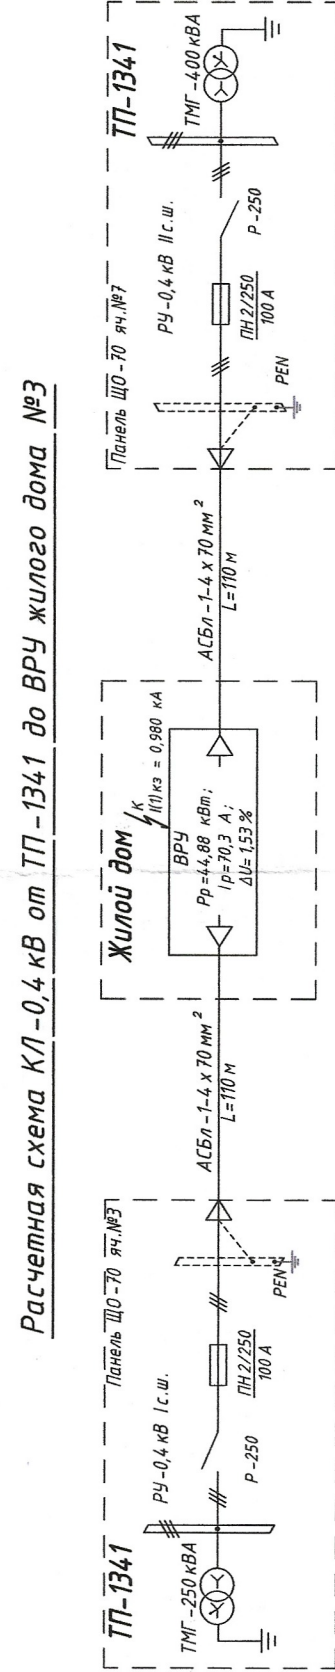 Расчетная схема КЛ-0,4 кВ от ТП-1341 до ВРУ жилого дома №3
ТП-1341
Панель ЩО-70 яч.№3
РУ-0,4 кВ I с.ш.
ТМГ-250 кВА
Р-250
ПН2/250
100 А
PEN
АСБл-1-4 х 70 мм²
L=110 м
Жилой дом
К
I(1)кз = 0,980 кА
ВРУ
Рр=44,88 кВт;
Iр=70,3 А;
ΔU=1,53 %
АСБл-1-4 х 70 мм²
L=110 м
Панель ЩО-70 яч.№7
ТП-1341
РУ-0,4 кВ II с.ш.
ТМГ-400 кВА
Р-250
ПН2/250
100 А
PEN